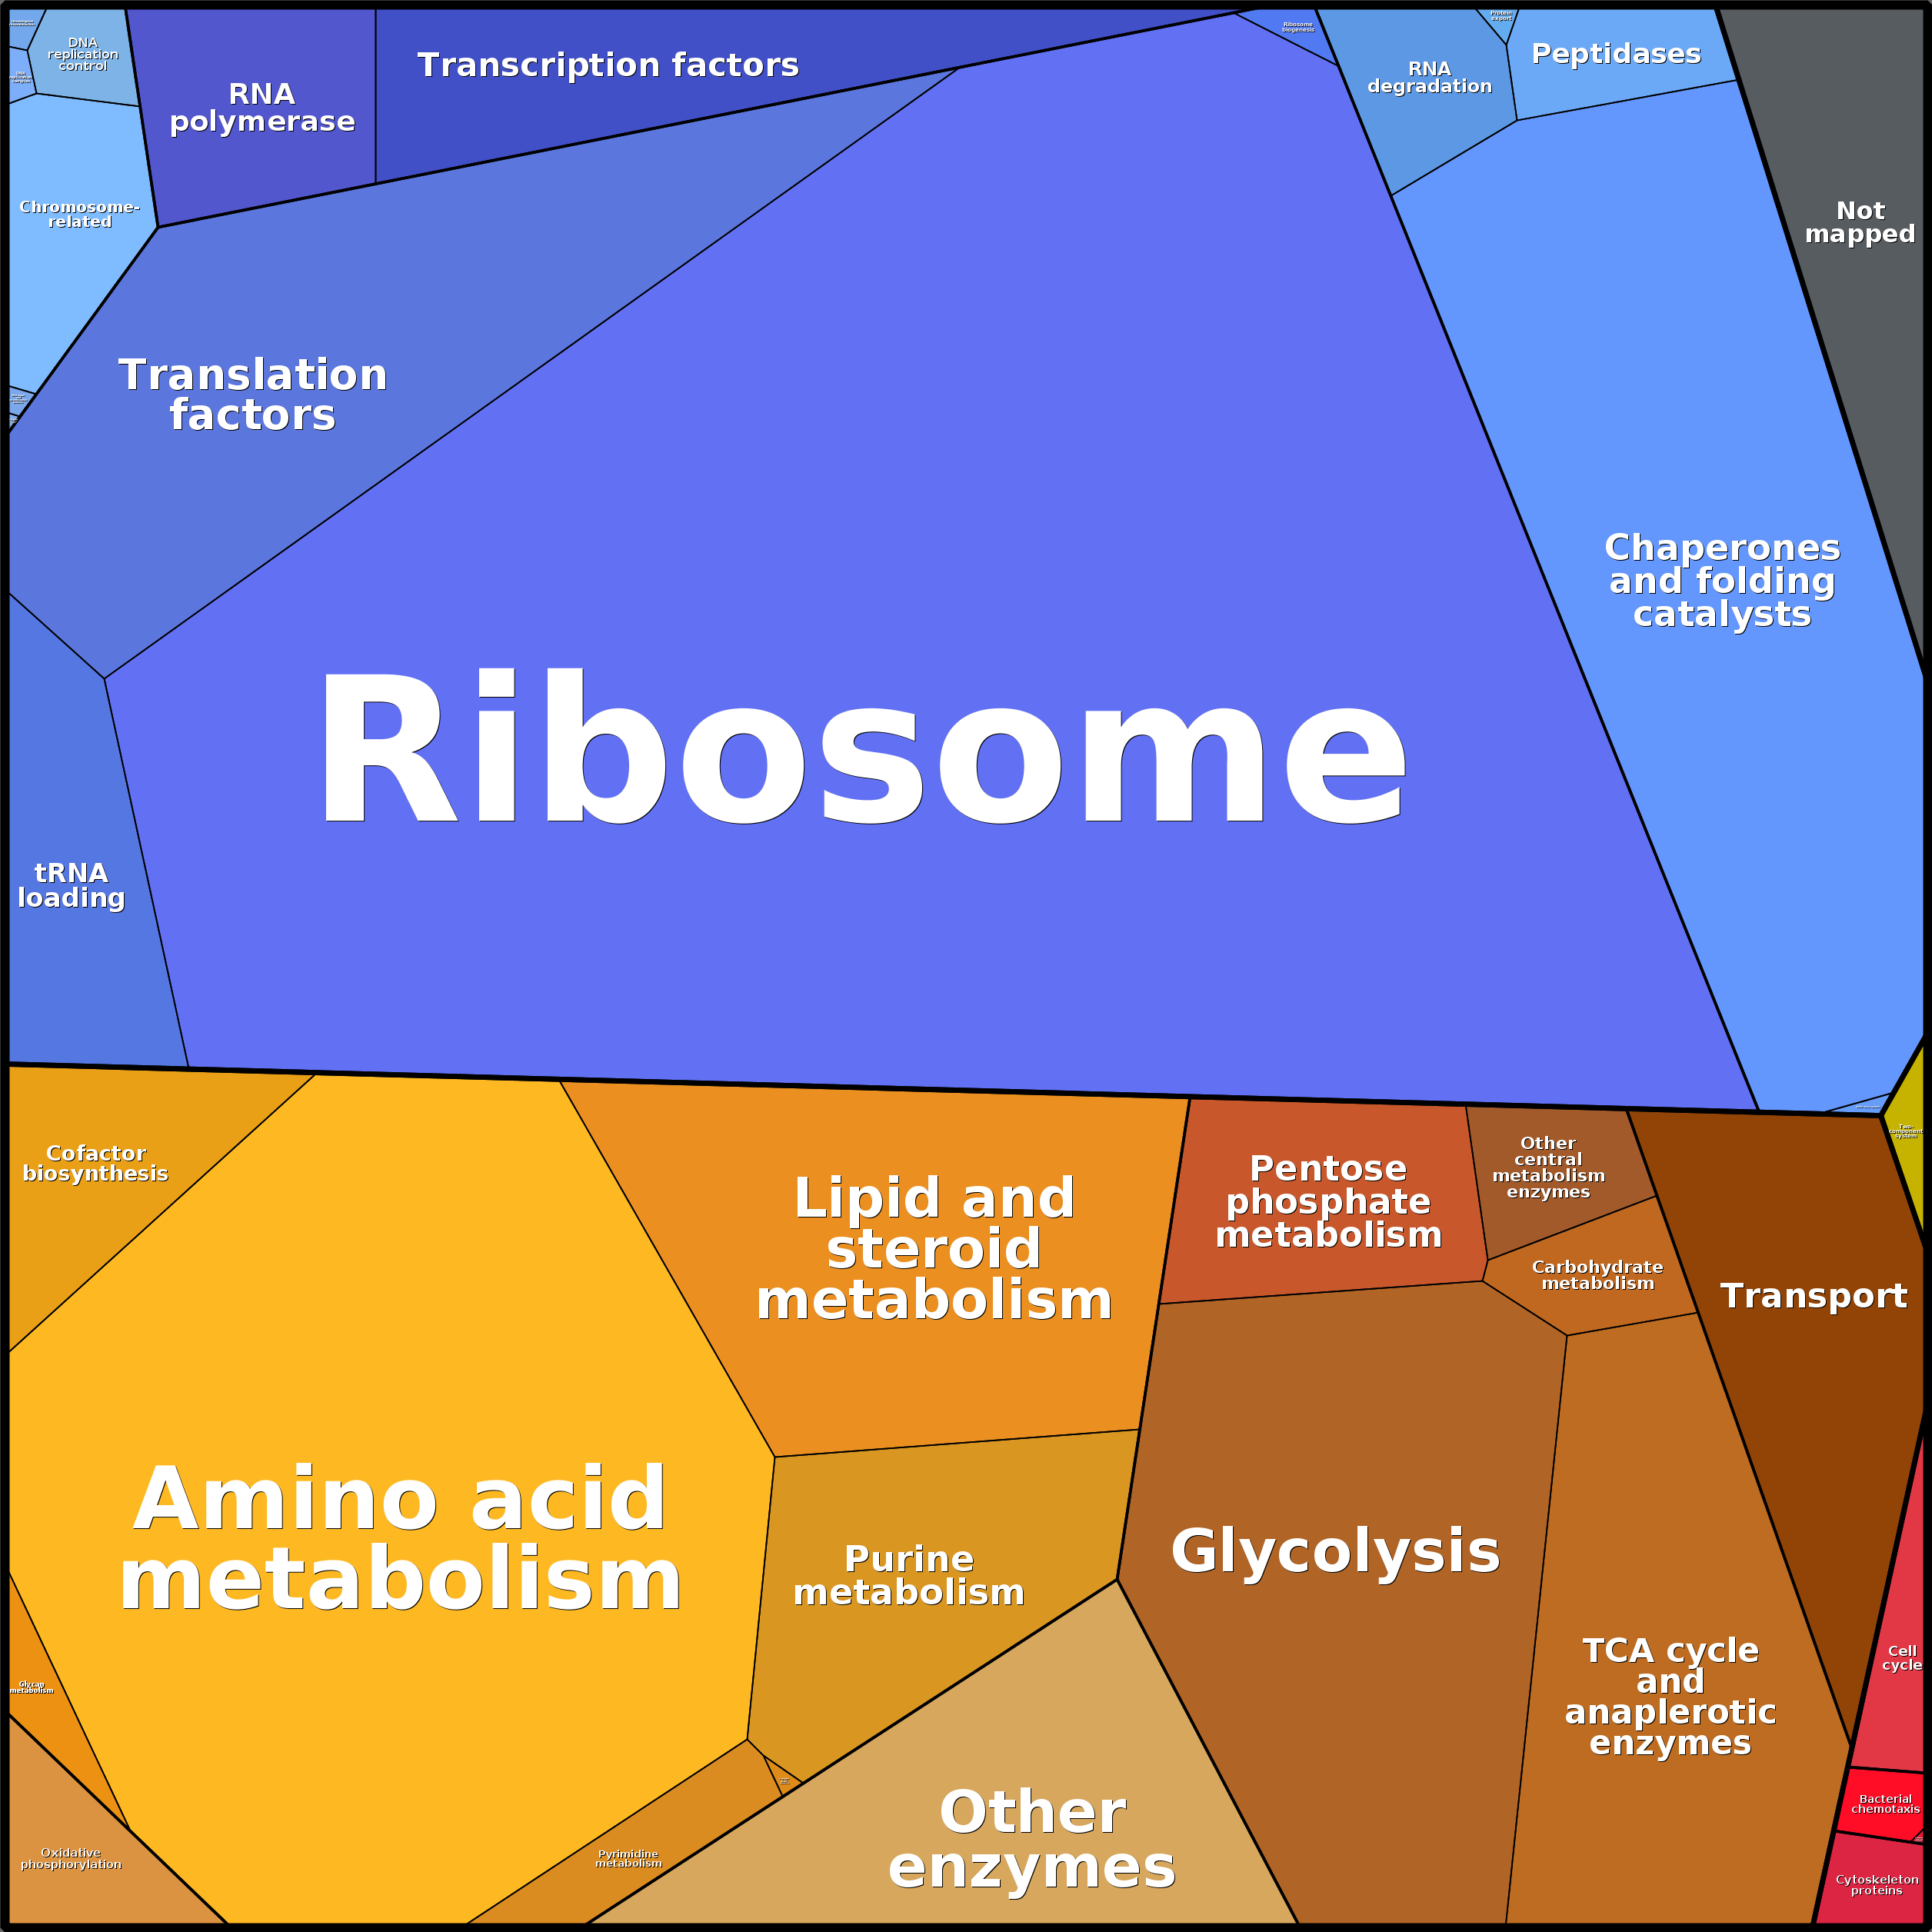 DNA
replication
control
RNA
polymerase
Transcription factors
Ribosome
biogenesis
RNA
degradation
Protein
export
Peptidases
Not
mapped
Chromosome-
related
Translation
factors
Chaperones
and folding
catalysts
Ribosome
tRNA
loading
Two-
component
system
Cofactor
biosynthesis
Lipid and
steroid
metabolism
Pentose
phosphate
metabolism
Other
central
metabolism
enzymes
Carbohydrate
metabolism
Transport
Amino acid
metabolism
Purine
metabolism
Glycolysis
TCA cycle
and
anaplerotic
enzymes
Cell
cycle
Glycan
metabolism
Other
enzymes
Bacterial
chemotaxis
Oxidative
phosphorylation
Pyrimidine
metabolism
Cytoskeleton
proteins